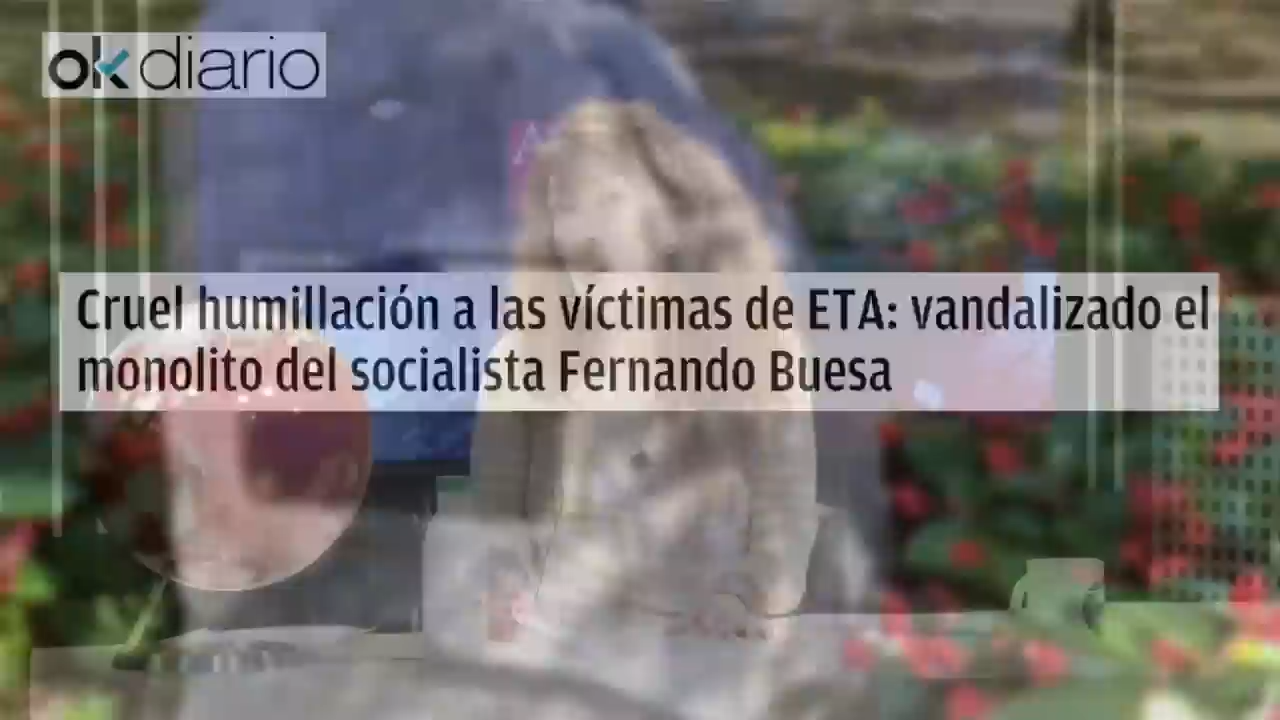 okdiario
Cruel humillación a las víctimas de ETA: vandalizado el
monolito del socialista Fernando Buesa